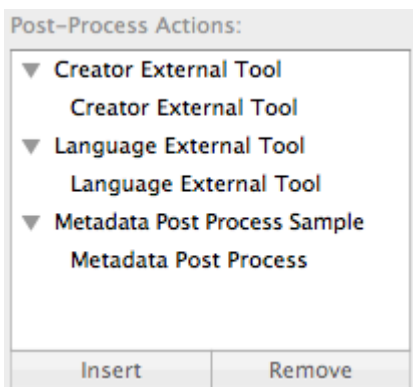 Post-Process Actions:
Creator External Tool
Creator External Tool
Language External Tool
Language External Tool
Metadata Post Process Sample
Metadata Post Process
Insert Remove